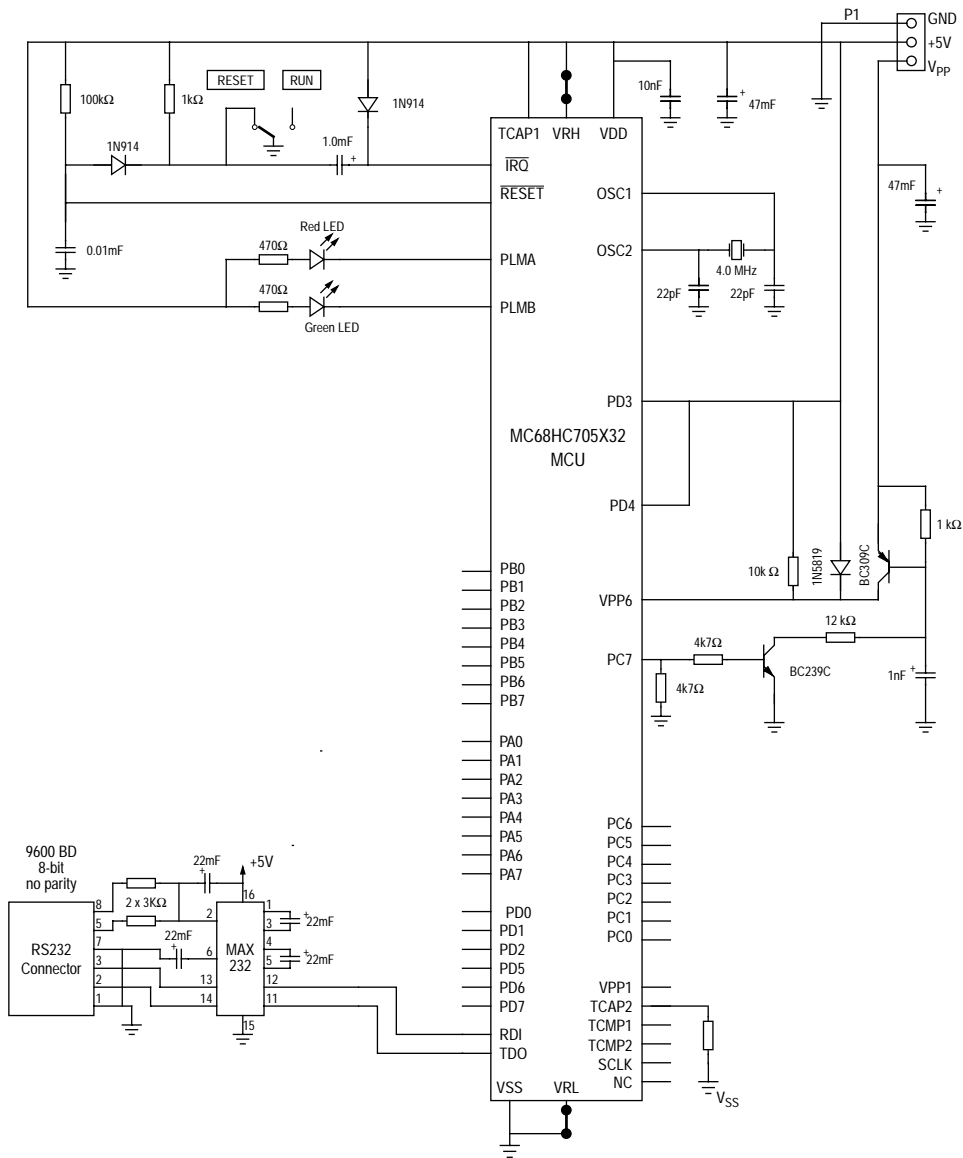 P1
GND
+5V
VPP
RESET
RUN
100kΩ
1kΩ
1N914
10nF
47mF
1N914
1.0mF
TCAP1
VRH
VDD
IRQ
RESET
OSC1
47mF
0.01mF
Red LED
470Ω
PLMA
OSC2
4.0 MHz
470Ω
PLMB
22pF
22pF
Green LED
PD3
MC68HC705X32
MCU
PD4
1 kΩ
10k Ω
1N5819
BC309C
PB0
PB1
PB2
PB3
PB4
PB5
PB6
PB7
VPP6
12 kΩ
PC7
4k7Ω
4k7Ω
BC239C
1nF
PA0
PA1
PA2
PA3
PA4
PA5
PA6
PA7
PC6
PC5
PC4
PC3
PC2
PC1
PC0
9600 BD
8-bit
no parity
22mF
+5V
16
8
2 x 3KΩ
2
1
5
3
22mF
7
22mF
6
MAX
232
4
5
22mF
RS232
Connector
3
13
12
2
14
11
1
15
PD0
PD1
PD2
PD5
PD6
PD7
RDI
TDO
VPP1
TCAP2
TCMP1
TCMP2
SCLK
NC
VSS
VRL
VSS